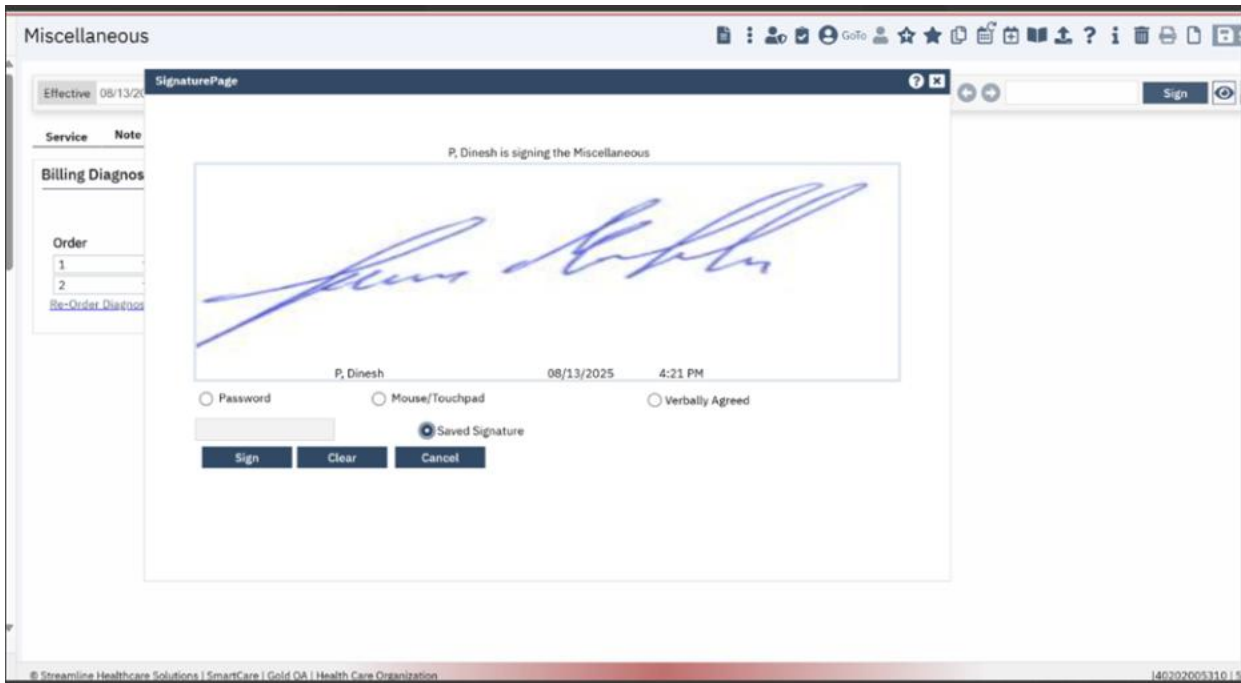 Miscellaneous
GoTo
Effective 08/13/20
SignaturePage
Sign
Service Note
P, Dinesh is signing the Miscellaneous
Billing Diagnos
Order
1
2
Re-Order Diagnos
P, Dinesh 08/13/2025 4:21 PM
Password Mouse/Touchpad Verbally Agreed
Saved Signature
Sign Clear Cancel
© Streamline Healthcare Solutions | SmartCare | Gold QA | Health Care Organization